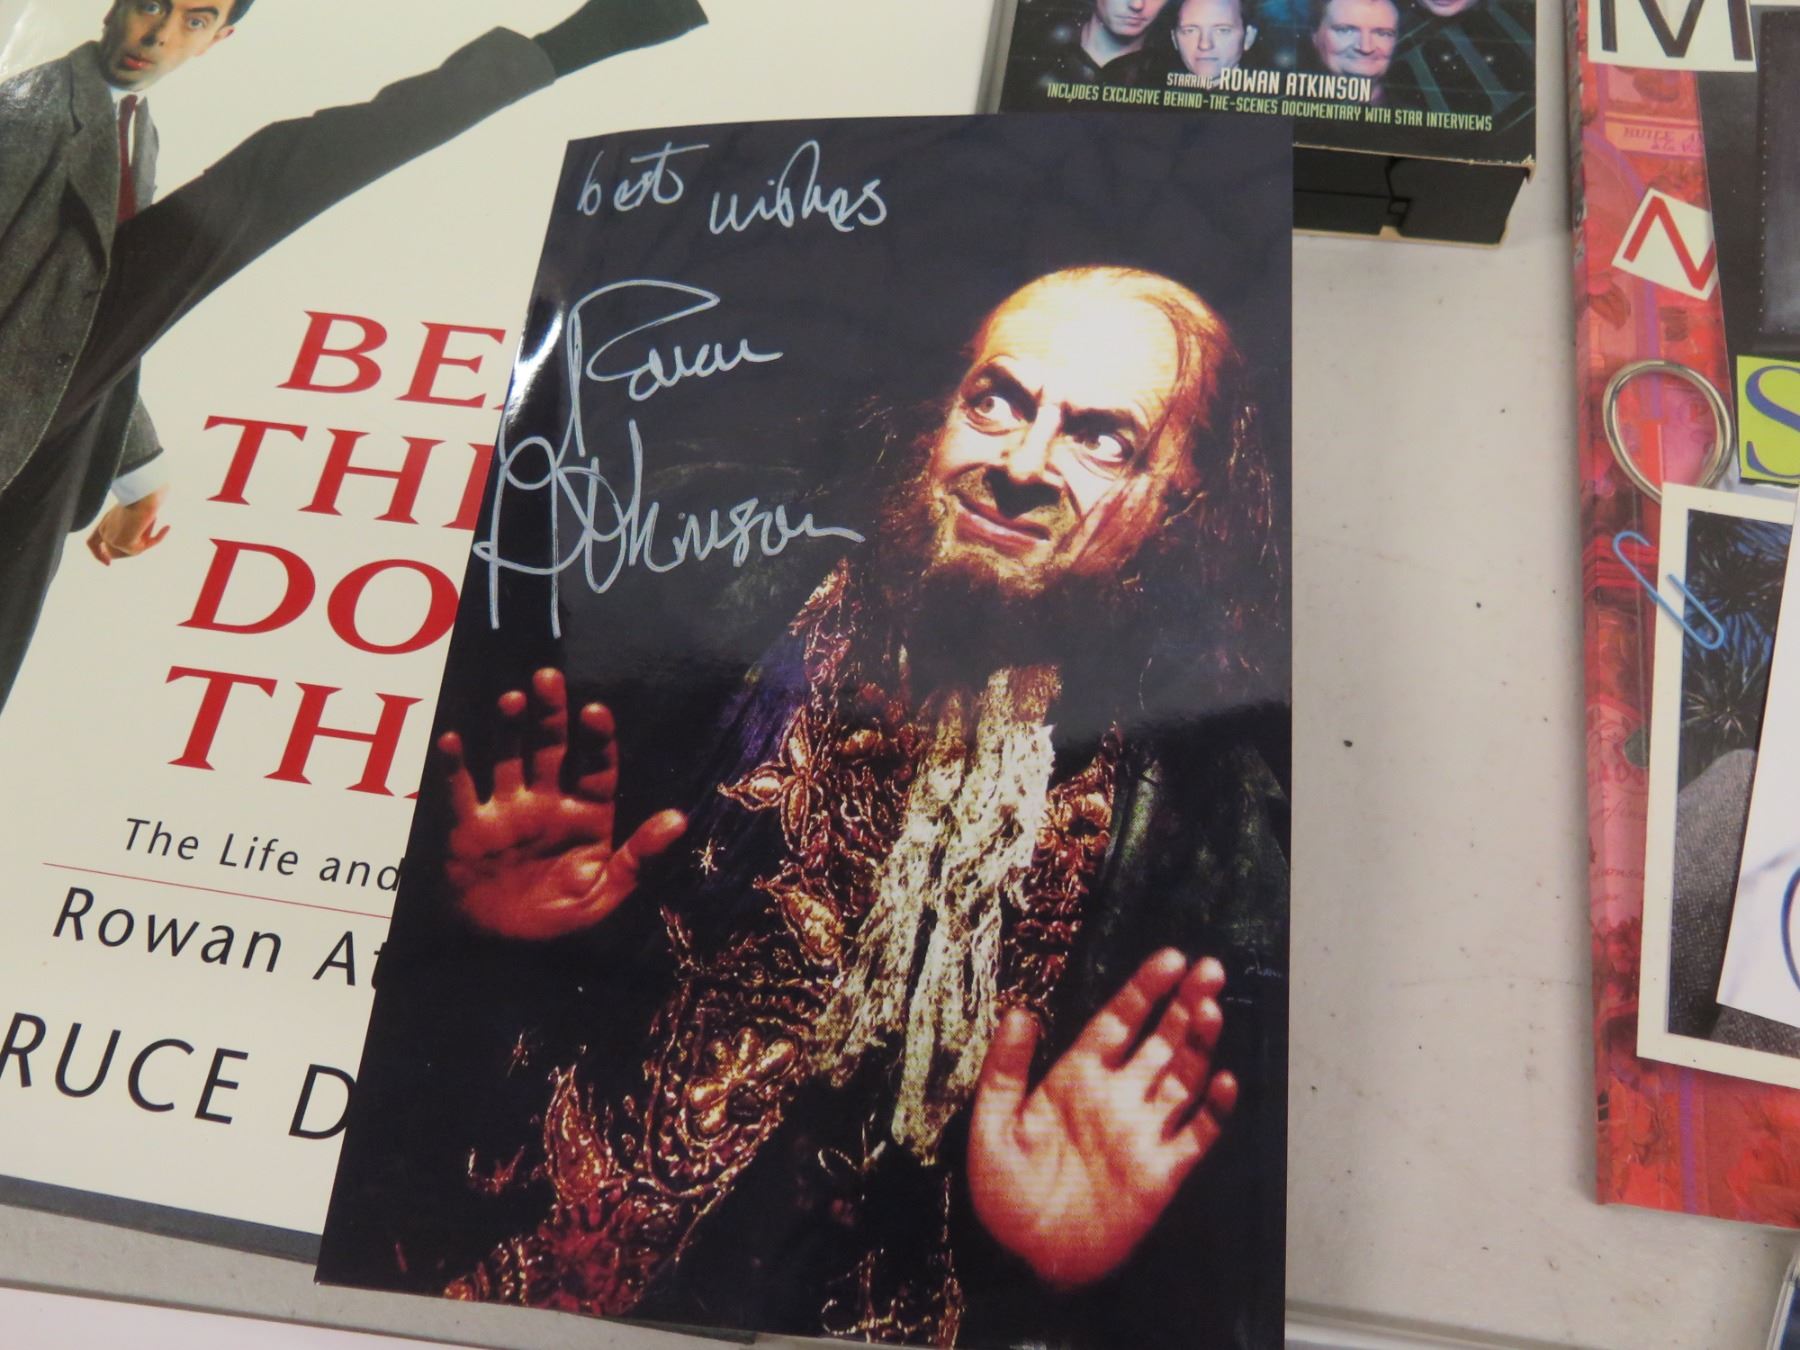 STARRING ROWAN ATKINSON
INCLUDES EXCLUSIVE BEHIND-THE-SCENES DOCUMENTARY WITH STAR INTERVIEWS
best wishes
Rowan
Atkinson
BE
THE
DO
TH
The Life and
Rowan At
RUCE D
M
N
S